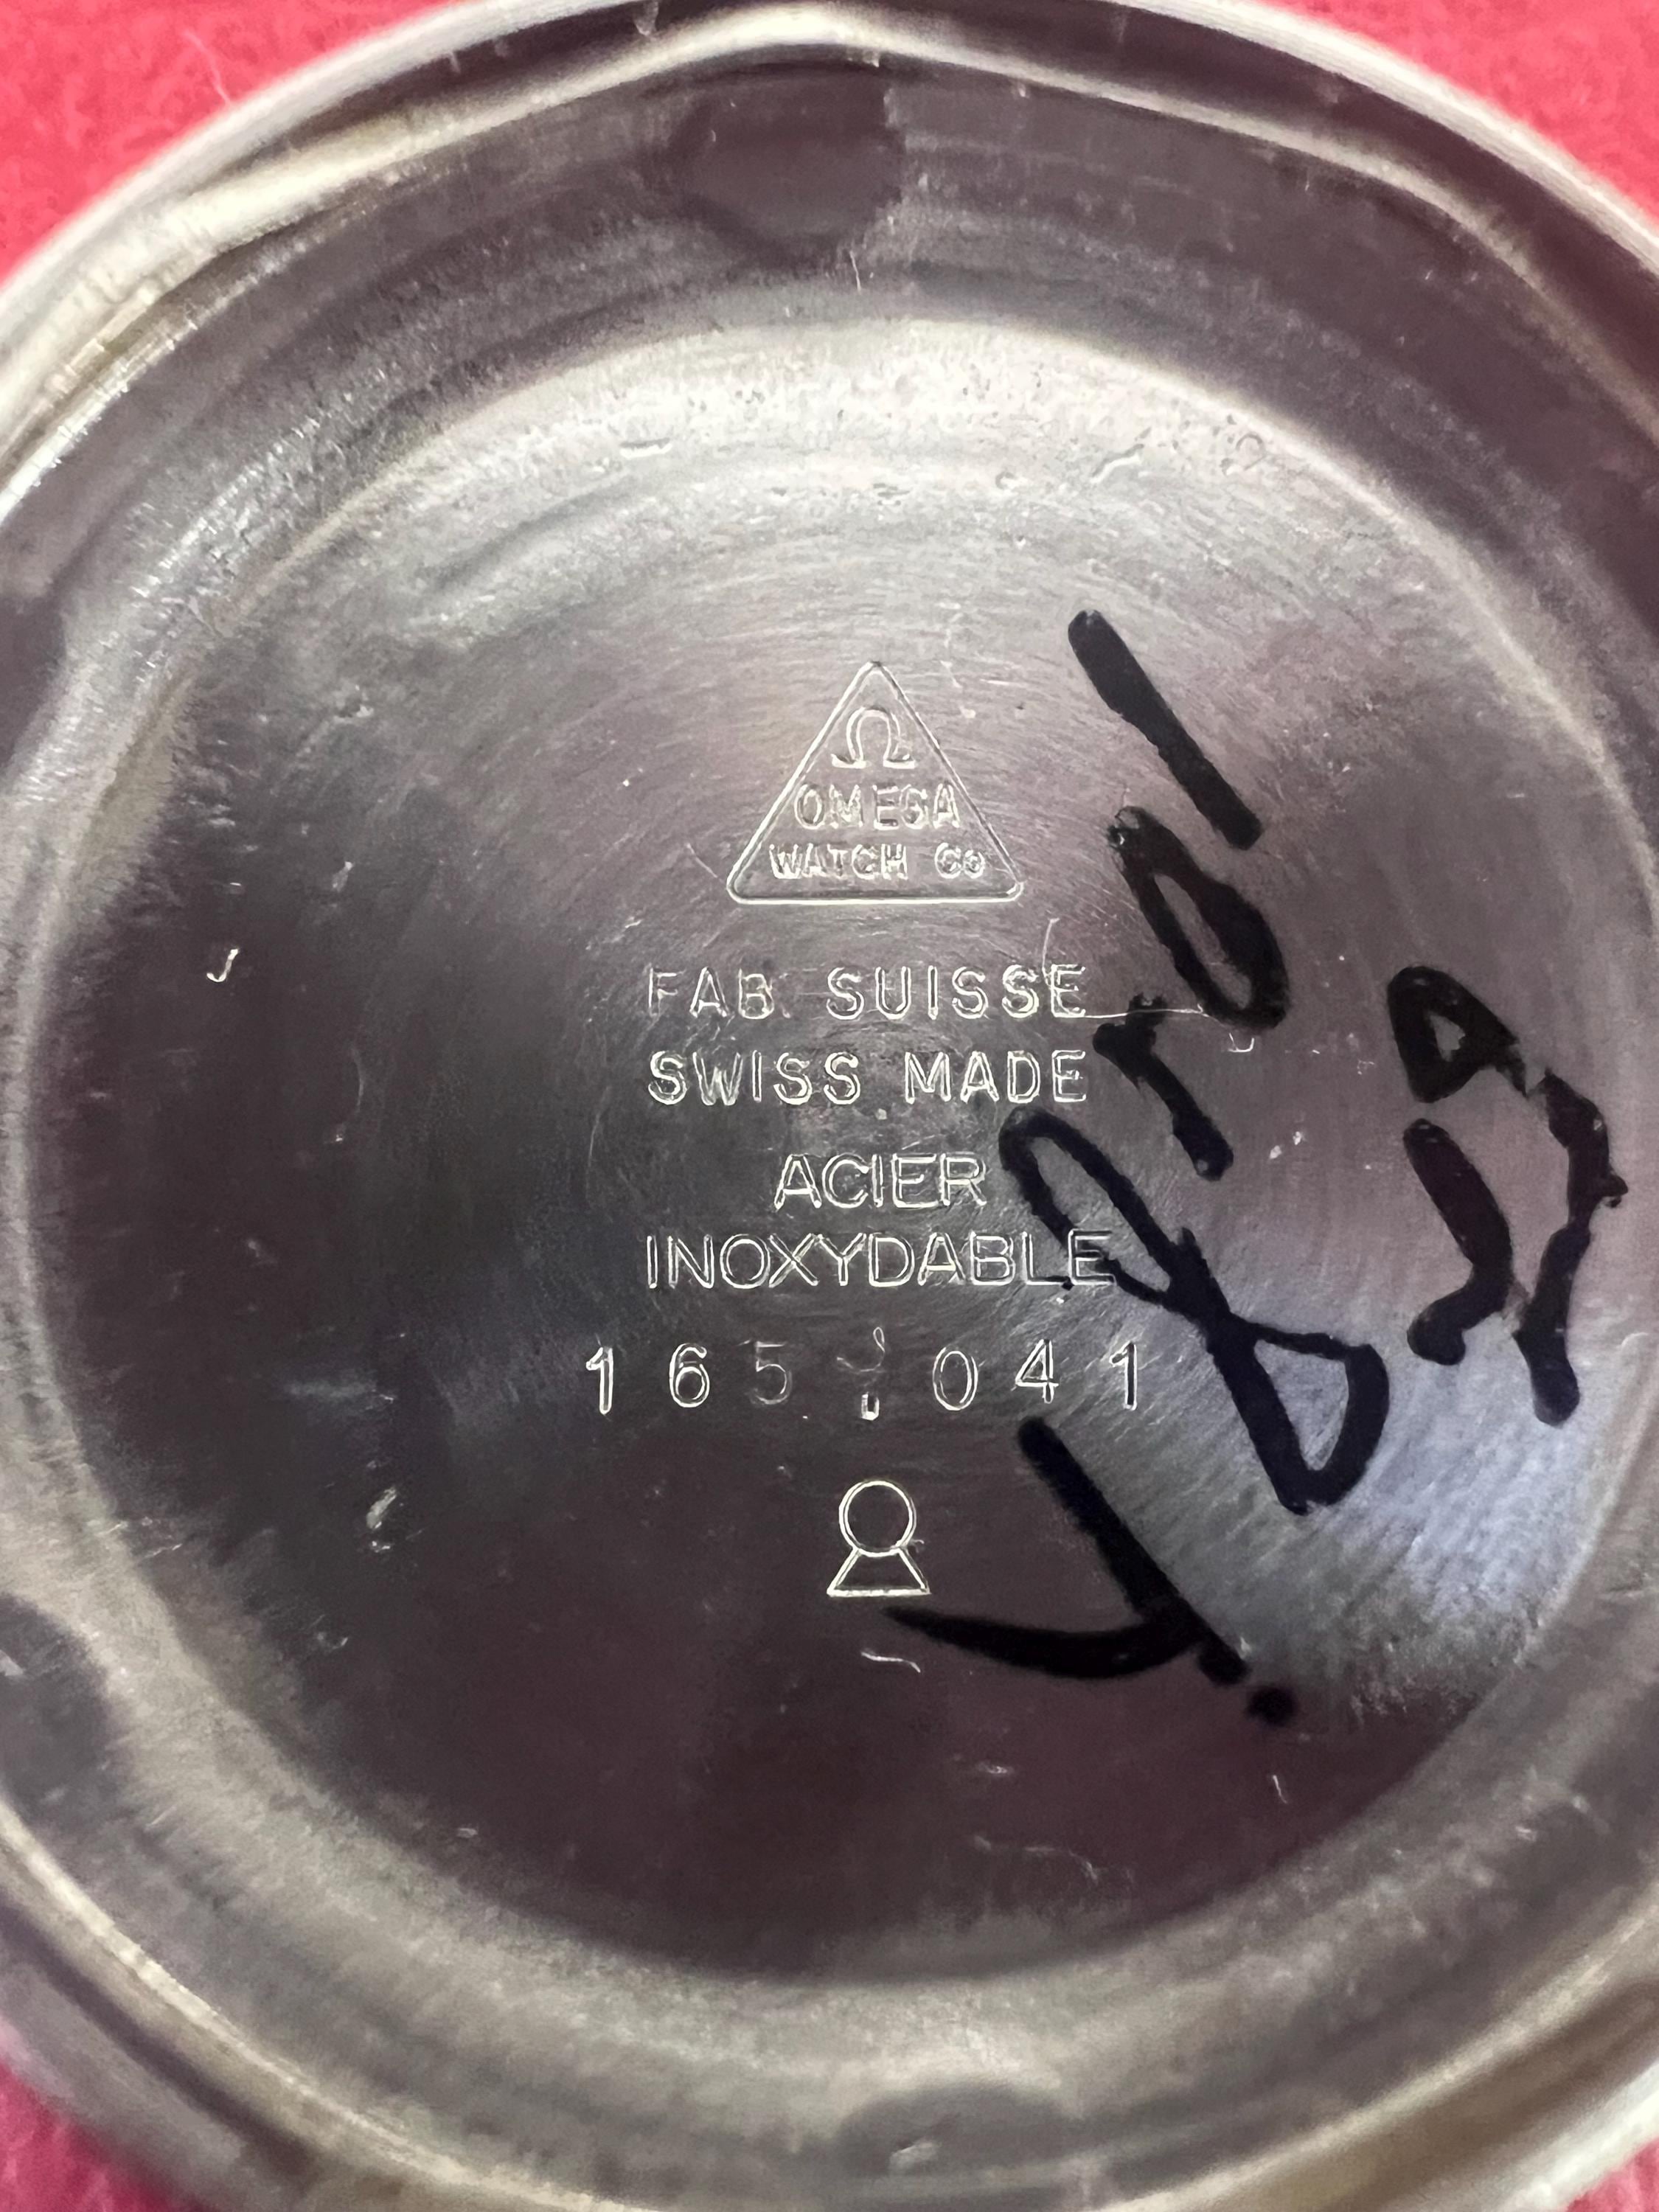 Ω
OMEGA
WATCH Co
FAB. SUISSE
SWISS MADE
ACIER
INOXYDABLE
165.041